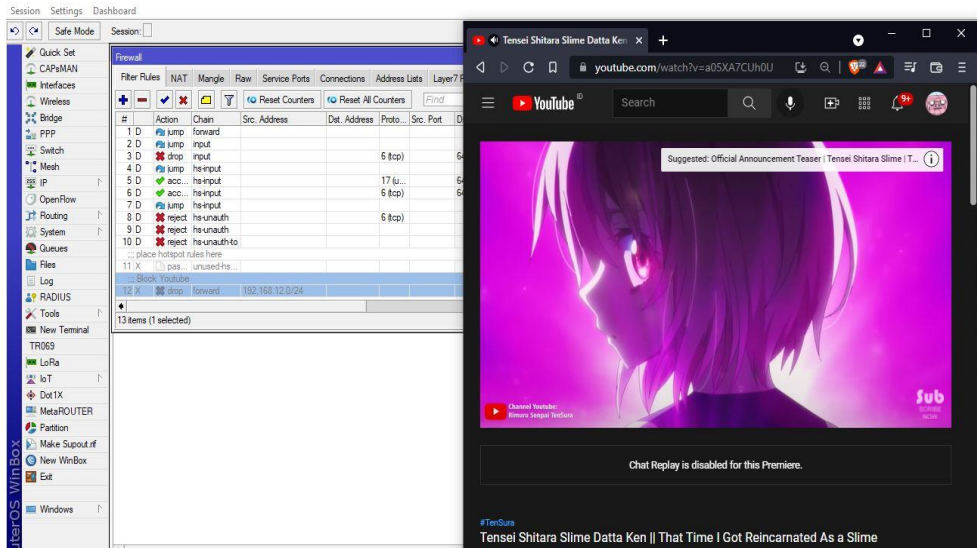 Session Settings Dashboard
Safe Mode Session:
Quick Set
CAPsMAN
Interfaces
Wireless
Bridge
PPP
Switch
Mesh
IP
OpenFlow
Routing
System
Queues
Files
Log
RADIUS
Tools
New Terminal
TR069
LoRa
IoT
Dot1X
MetaROUTER
Partition
Make Supout.rif
New WinBox
Exit
Windows
RouterOS WinBox
Firewall
Filter Rules NAT Mangle Raw Service Ports Connections Address Lists Layer7 P
Reset Counters Reset All Counters Find
# Action Chain Src. Address Dst. Address Proto... Src. Port D
1 D jump forward
2 D jump input
3 D drop input 6 (tcp) 64
4 D jump hs-input
5 D acc... hs-input 17 (u... 64
6 D acc... hs-input 6 (tcp) 64
7 D jump hs-input
8 D reject hs-unauth 6 (tcp)
9 D reject hs-unauth
10 D reject hs-unauth-to
::: place hotspot rules here
11 X pas... unused-hs...
::: Block Youtube
12 X drop forward 192.168.12.0/24
13 items (1 selected)
Tensei Shitara Slime Datta Ken
youtube.com/watch?v=a05XA7CUh0U
YouTube ID Search 9+
Suggested: Official Announcement Teaser | Tensei Shitara Slime | T...
Channel Youtube:
Rimuru Senpai TenSura
Sub
SCRIBE
NOW
Chat Replay is disabled for this Premiere.
#TenSura
Tensei Shitara Slime Datta Ken || That Time I Got Reincarnated As a Slime